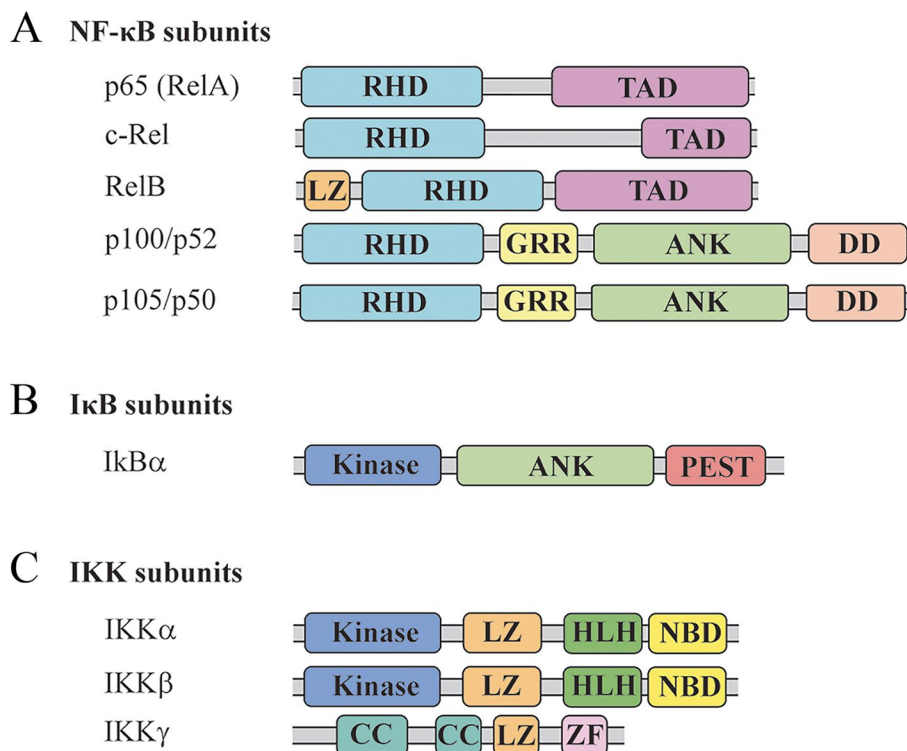 A NF-κB subunits
p65 (RelA) RHD TAD
c-Rel RHD TAD
RelB LZ RHD TAD
p100/p52 RHD GRR ANK DD
p105/p50 RHD GRR ANK DD
B IκB subunits
IkBα Kinase ANK PEST
C IKK subunits
IKKα Kinase LZ HLH NBD
IKKβ Kinase LZ HLH NBD
IKKγ CC CC LZ ZF